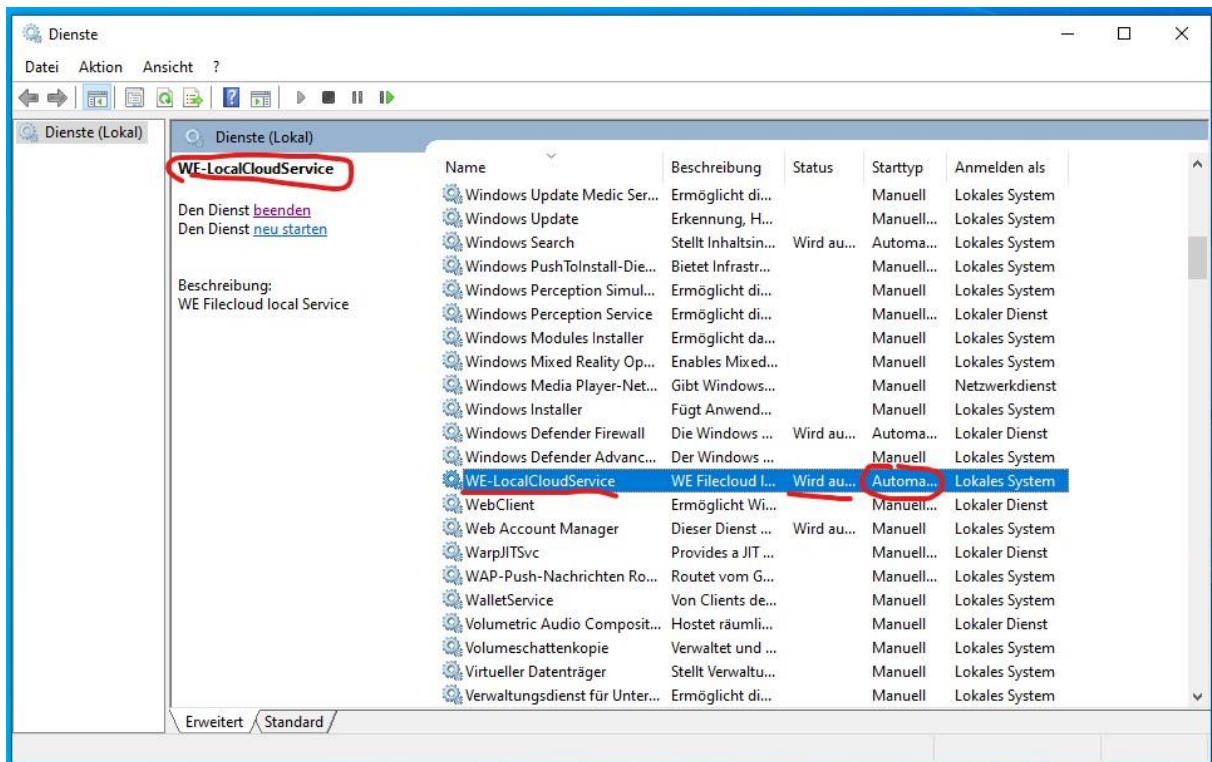 Dienste
Datei Aktion Ansicht ?
Dienste (Lokal)
Dienste (Lokal)
WE-LocalCloudService
Den Dienst beenden
Den Dienst neu starten
Beschreibung:
WE Filecloud local Service
Name Beschreibung Status Starttyp Anmelden als
Windows Update Medic Ser... Ermöglicht di... Manuell Lokales System
Windows Update Erkennung, H... Manuell... Lokales System
Windows Search Stellt Inhaltsin... Wird au... Automa... Lokales System
Windows PushToInstall-Die... Bietet Infrastr... Manuell... Lokales System
Windows Perception Simul... Ermöglicht di... Manuell Lokales System
Windows Perception Service Ermöglicht di... Manuell... Lokaler Dienst
Windows Modules Installer Ermöglicht da... Manuell Lokales System
Windows Mixed Reality Op... Enables Mixed... Manuell Lokales System
Windows Media Player-Net... Gibt Windows... Manuell Netzwerkdienst
Windows Installer Fügt Anwend... Manuell Lokales System
Windows Defender Firewall Die Windows ... Wird au... Automa... Lokaler Dienst
Windows Defender Advanc... Der Windows ... Manuell Lokales System
WE-LocalCloudService WE Filecloud l... Wird au... Automa... Lokales System
WebClient Ermöglicht Wi... Manuell... Lokaler Dienst
Web Account Manager Dieser Dienst ... Wird au... Manuell Lokales System
WarpJITSvc Provides a JIT ... Manuell... Lokaler Dienst
WAP-Push-Nachrichten Ro... Routet vom G... Manuell... Lokales System
WalletService Von Clients de... Manuell Lokales System
Volumetric Audio Composit... Hostet räumli... Manuell Lokaler Dienst
Volumeschattenkopie Verwaltet und ... Manuell Lokales System
Virtueller Datenträger Stellt Verwaltu... Manuell Lokales System
Verwaltungsdienst für Unter... Ermöglicht di... Manuell Lokales System
Erweitert Standard